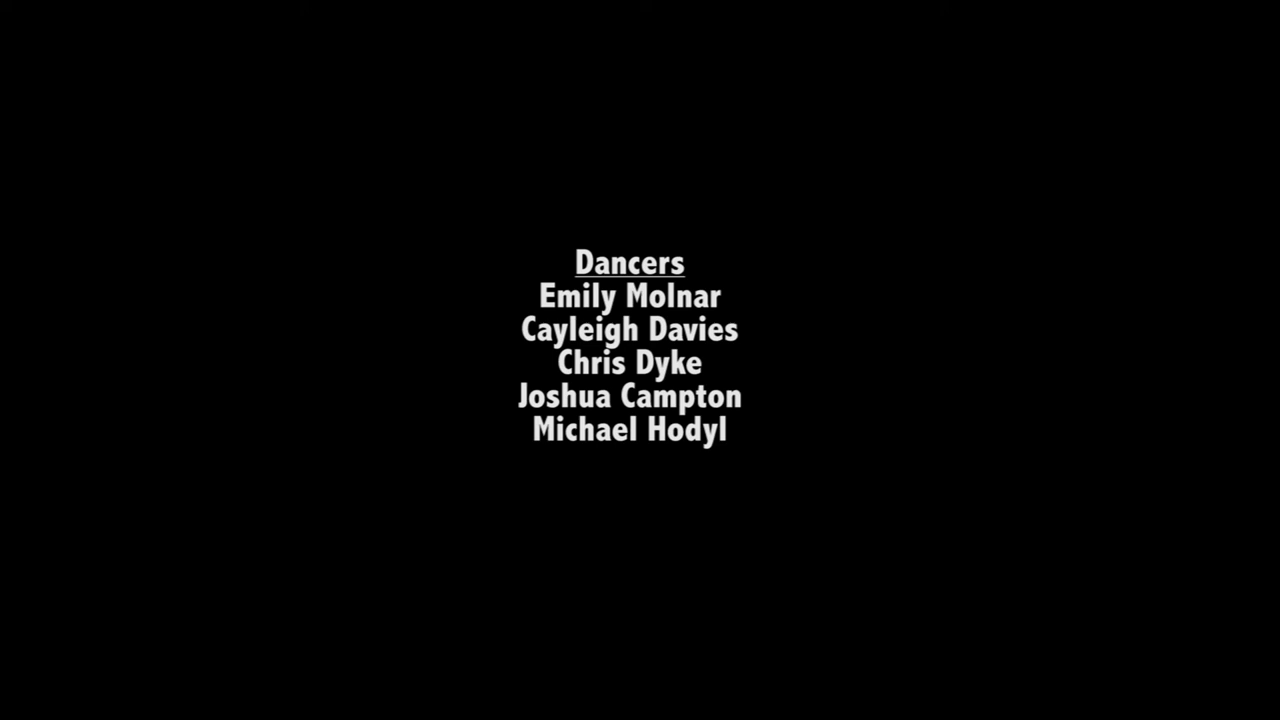 Dancers
Emily Molnar
Cayleigh Davies
Chris Dyke
Joshua Campton
Michael Hodyl